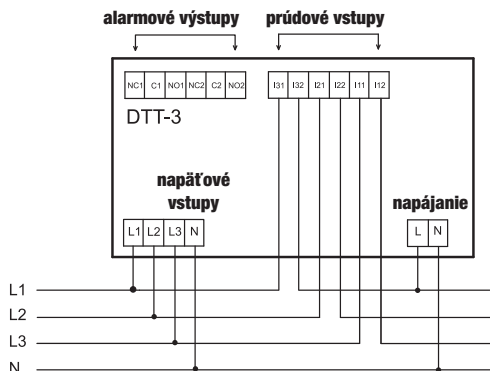 alarmové výstupy prúdové vstupy
NC1 C1 NO1 NC2 C2 NO2 I31 I32 I21 I22 I11 I12
DTT-3
napäťové
vstupy
napájanie
L1 L2 L3 N L N
L1
L2
L3
N